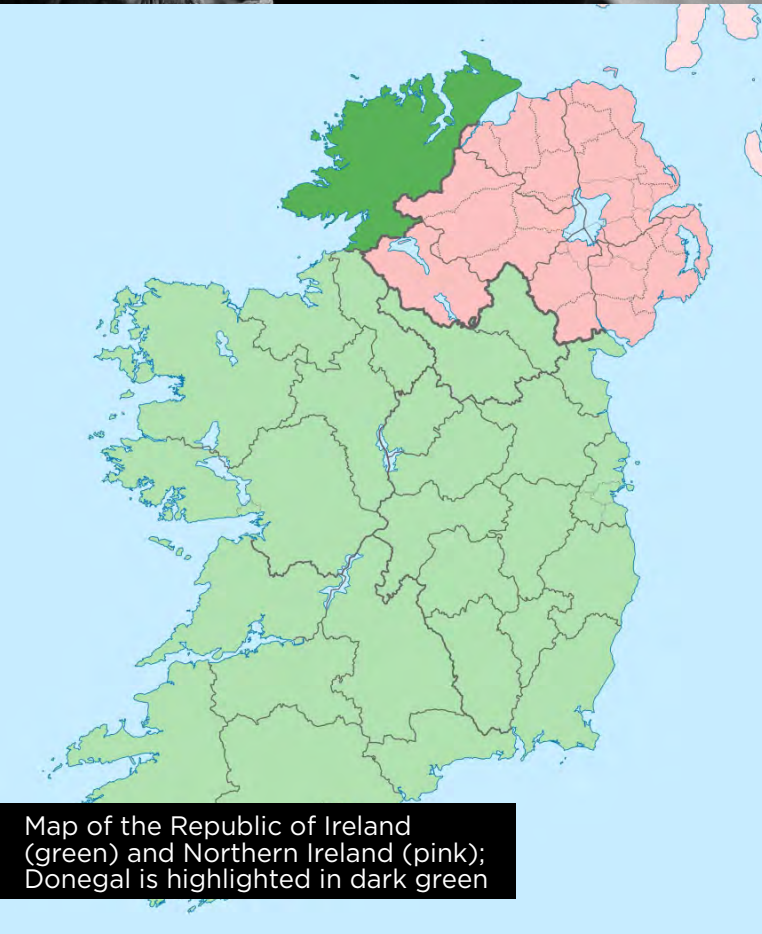 Map of the Republic of Ireland
(green) and Northern Ireland (pink);
Donegal is highlighted in dark green